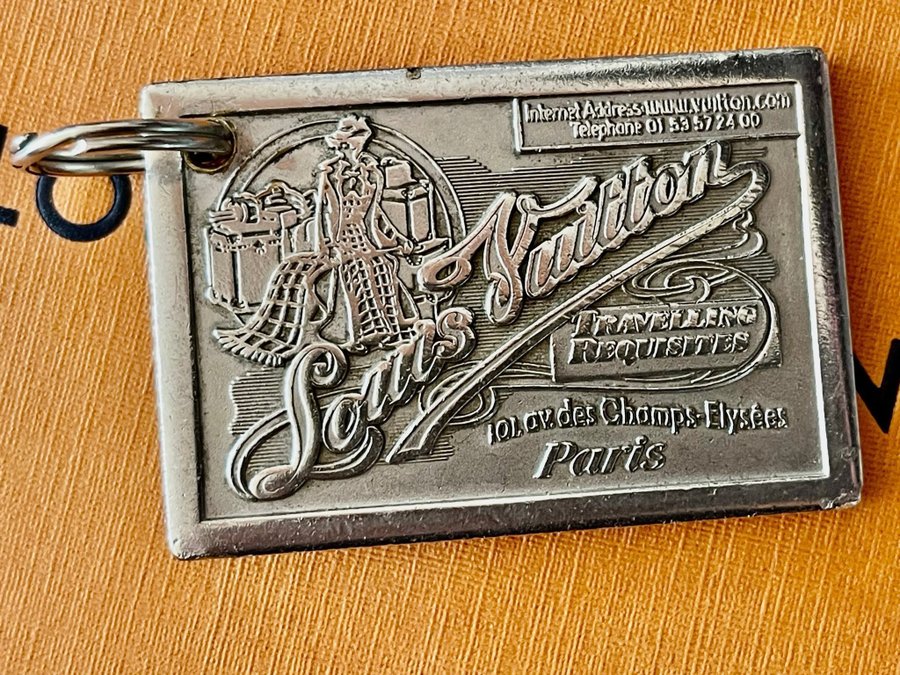 Internet Address:www.vuitton.com
Telephone 01 53 57 24 00
Louis Vuitton
TRAVELLING
REQUISITES
101, av. des Champs-Elysées
Paris